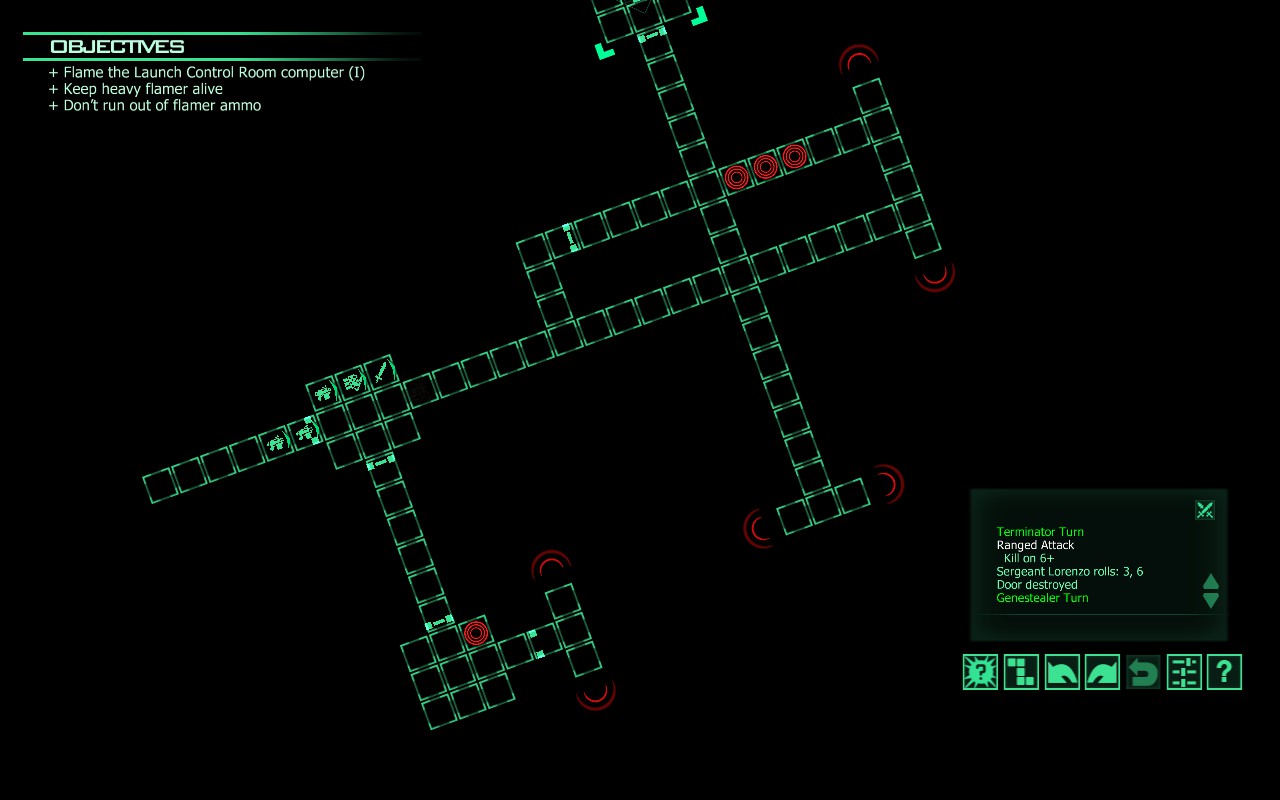 OBJECTIVES
+ Flame the Launch Control Room computer (I)
+ Keep heavy flamer alive
+ Don't run out of flamer ammo
Terminator Turn
Ranged Attack
Kill on 6+
Sergeant Lorenzo rolls: 3, 6
Door destroyed
Genestealer Turn
? ?